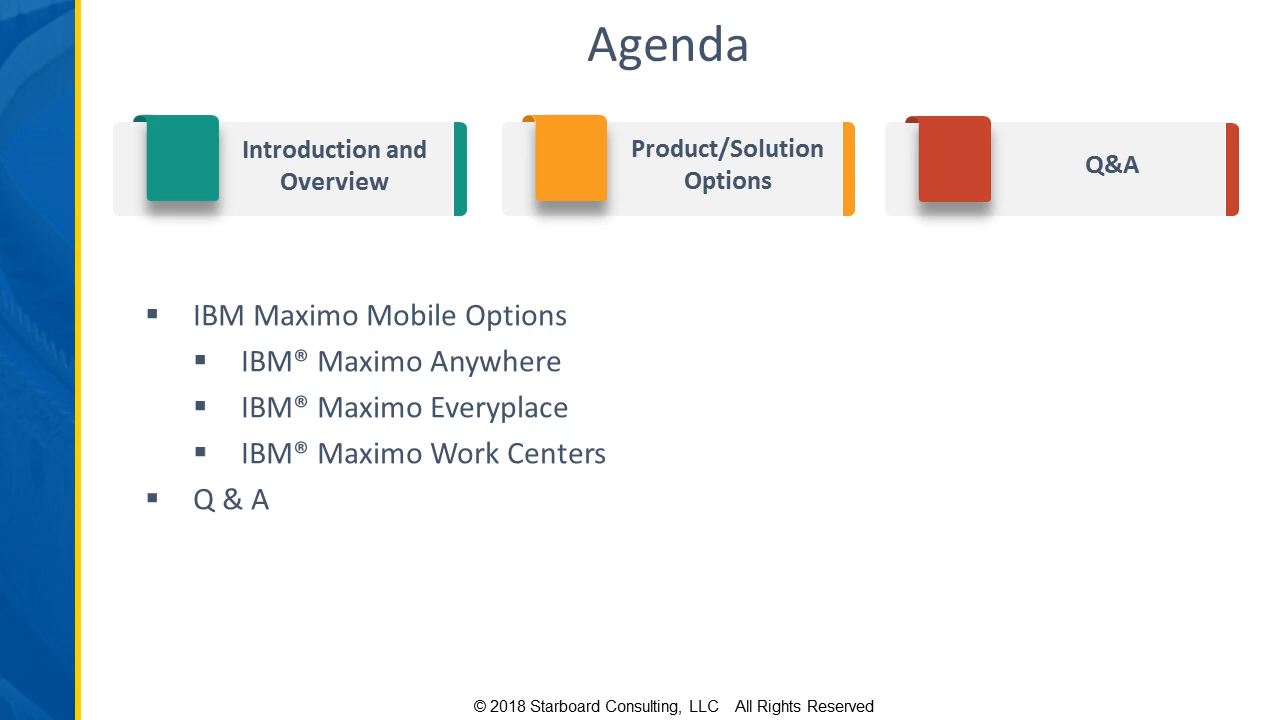 Agenda
Introduction and
Overview
Product/Solution
Options
Q&A
▪ IBM Maximo Mobile Options
▪ IBM® Maximo Anywhere
▪ IBM® Maximo Everyplace
▪ IBM® Maximo Work Centers
▪ Q & A
© 2018 Starboard Consulting, LLC All Rights Reserved